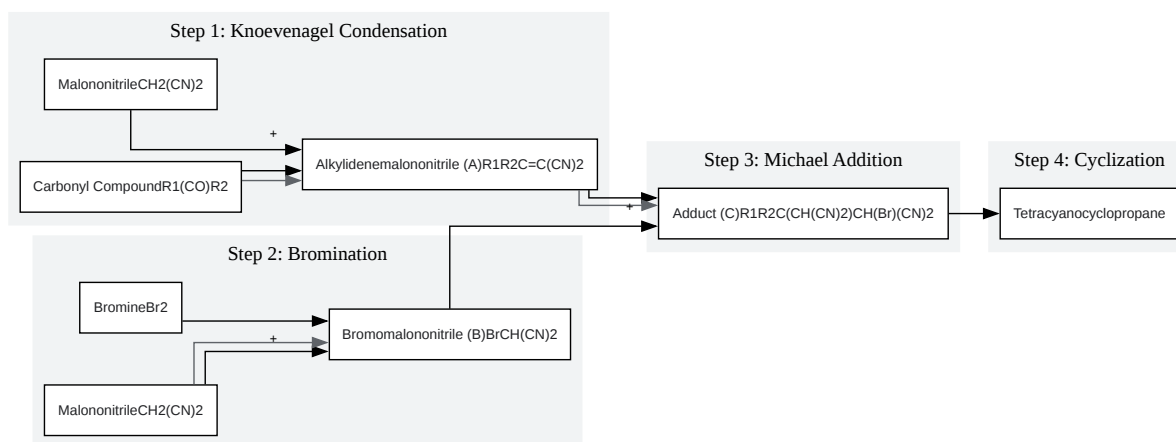 Step 1: Knoevenagel Condensation
MalononitrileCH2(CN)2
+
Carbonyl CompoundR1(CO)R2
Alkylidenemalononitrile (A)R1R2C=C(CN)2
Step 2: Bromination
BromineBr2
+
MalononitrileCH2(CN)2
Bromomalononitrile (B)BrCH(CN)2
Step 3: Michael Addition
+
Adduct (C)R1R2C(CH(CN)2)CH(Br)(CN)2
Step 4: Cyclization
Tetracyanocyclopropane